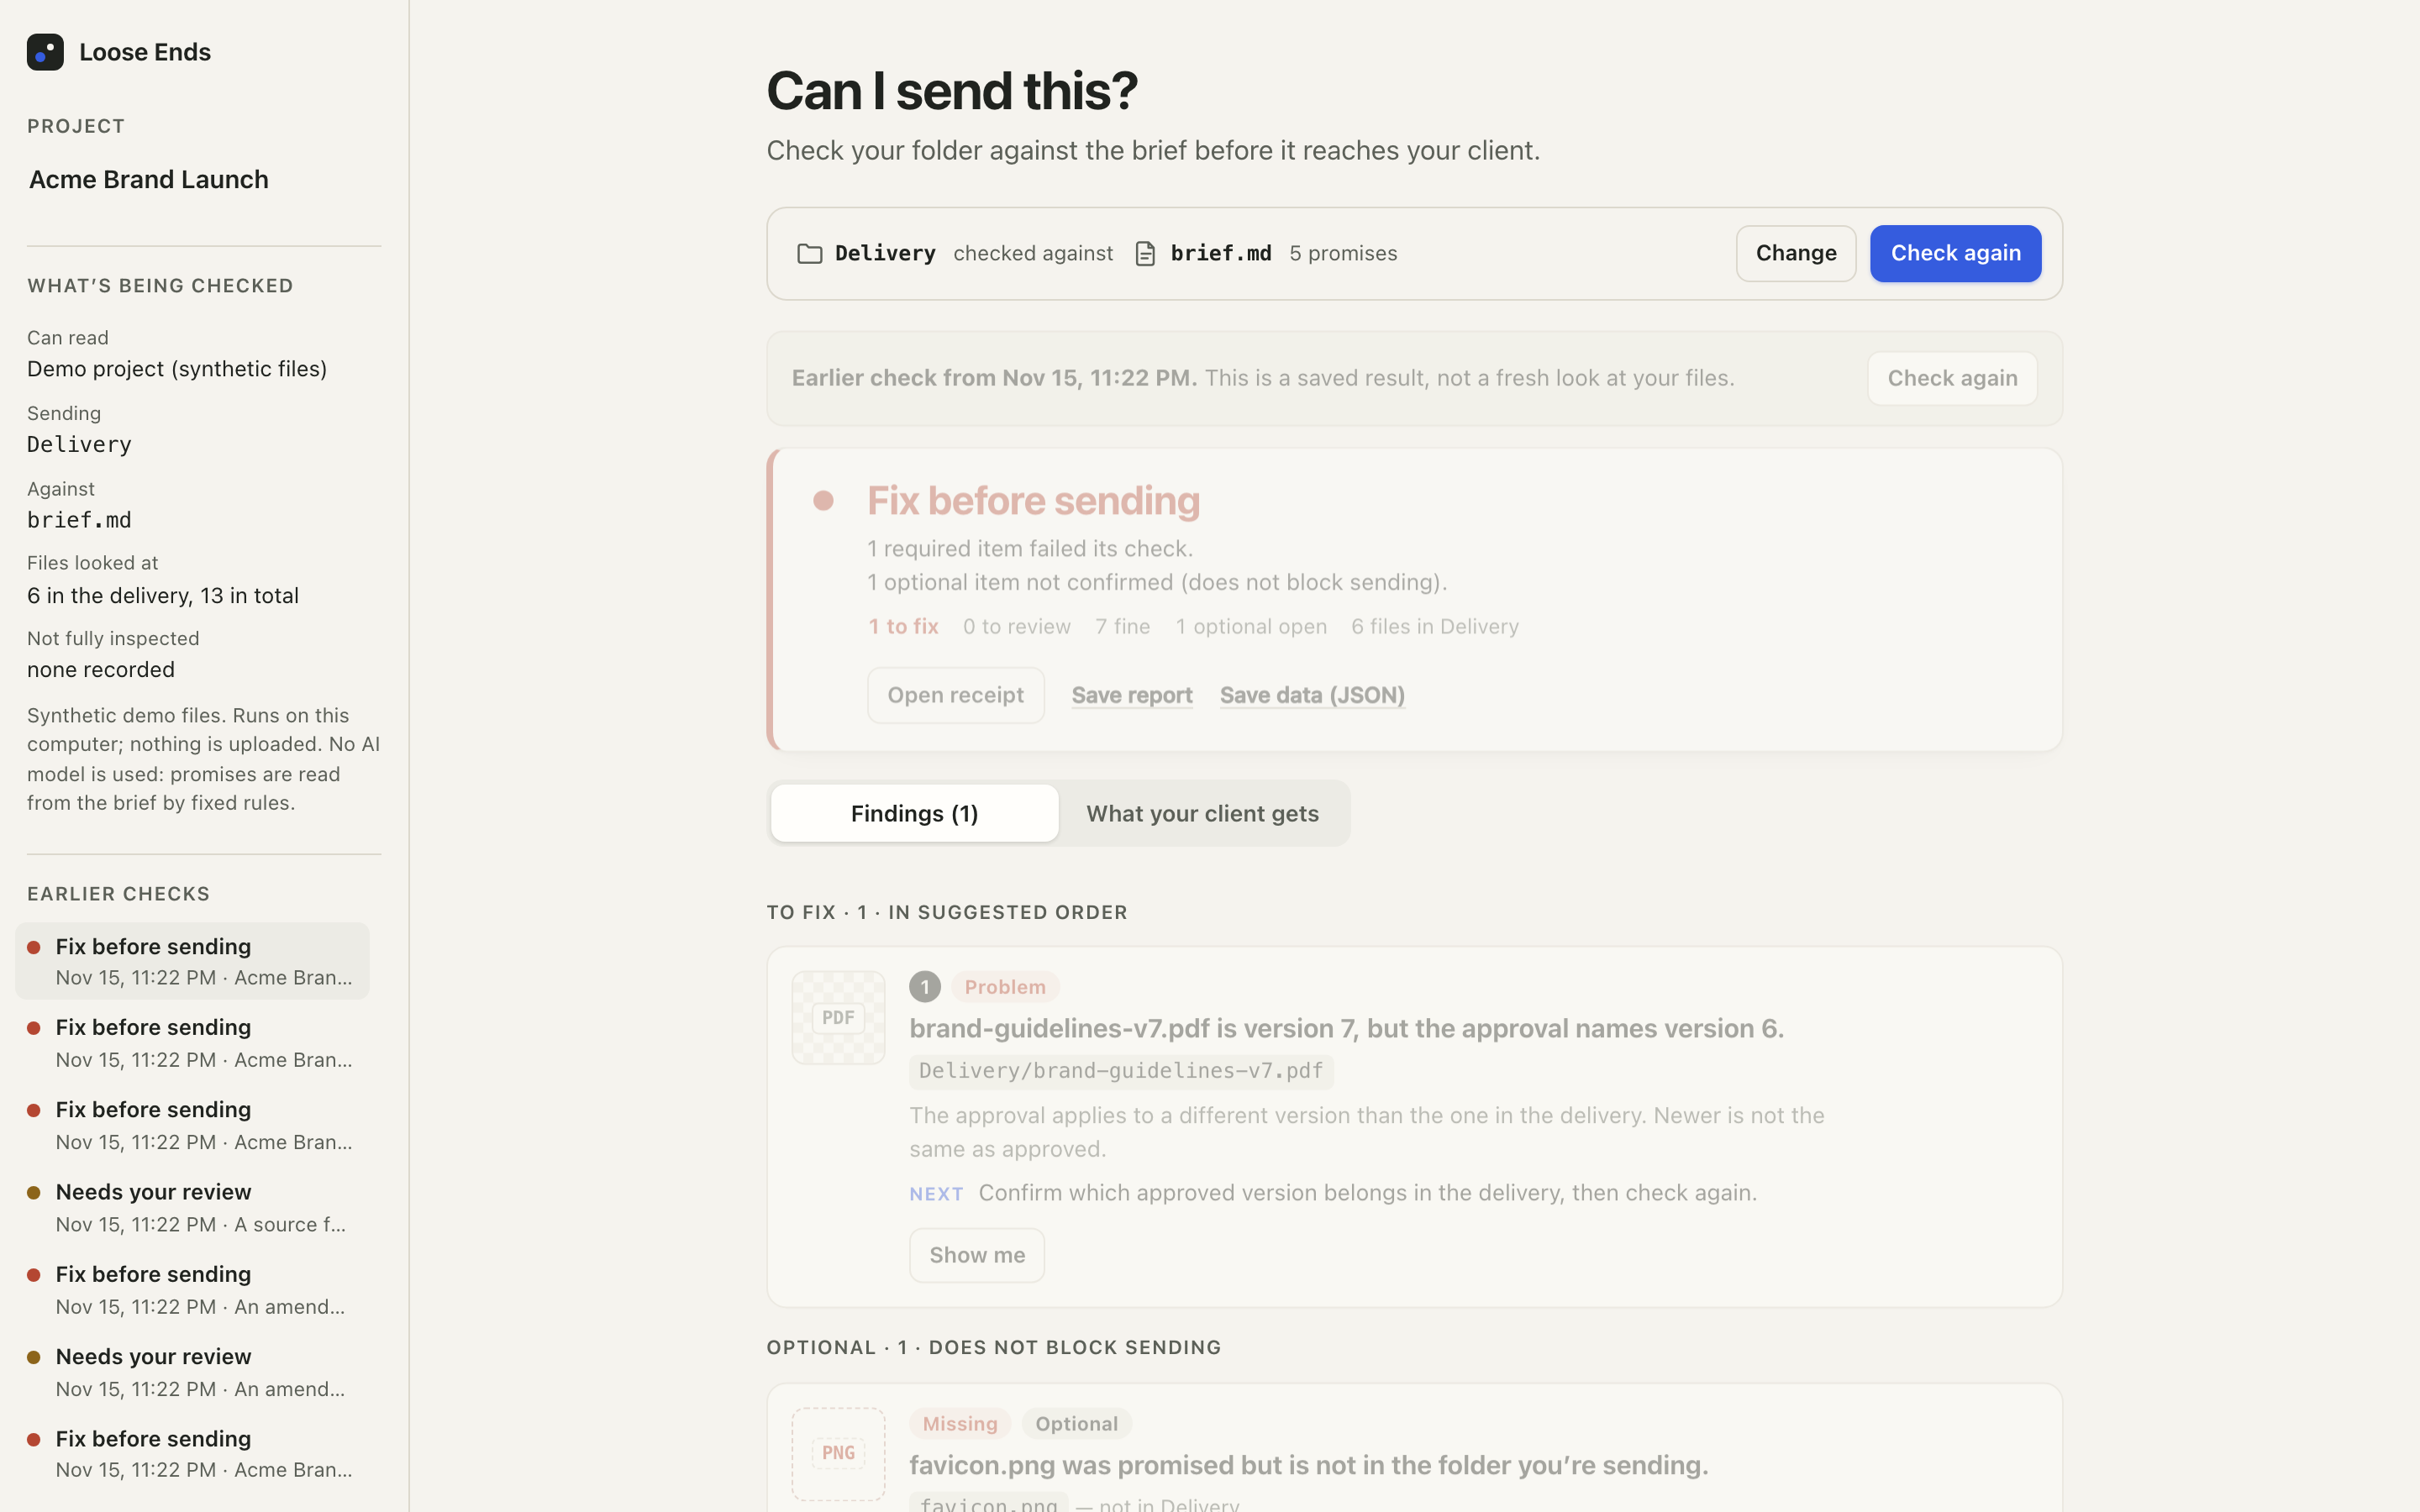 Loose Ends
PROJECT
Acme Brand Launch
WHAT’S BEING CHECKED
Can read
Demo project (synthetic files)
Sending
Delivery
Against
brief.md
Files looked at
6 in the delivery, 13 in total
Not fully inspected
none recorded
Synthetic demo files. Runs on this
computer; nothing is uploaded. No AI
model is used: promises are read
from the brief by fixed rules.
EARLIER CHECKS
Fix before sending
Nov 15, 11:22 PM · Acme Bran...
Fix before sending
Nov 15, 11:22 PM · Acme Bran...
Fix before sending
Nov 15, 11:22 PM · Acme Bran...
Needs your review
Nov 15, 11:22 PM · A source f...
Fix before sending
Nov 15, 11:22 PM · An amend...
Needs your review
Nov 15, 11:22 PM · An amend...
Fix before sending
Nov 15, 11:22 PM · Acme Bran...
Can I send this?
Check your folder against the brief before it reaches your client.
Delivery checked against brief.md 5 promises Change Check again
Earlier check from Nov 15, 11:22 PM. This is a saved result, not a fresh look at your files. Check again
Fix before sending
1 required item failed its check.
1 optional item not confirmed (does not block sending).
1 to fix 0 to review 7 fine 1 optional open 6 files in Delivery
Open receipt Save report Save data (JSON)
Findings (1) What your client gets
TO FIX · 1 · IN SUGGESTED ORDER
PDF
1 Problem
brand-guidelines-v7.pdf is version 7, but the approval names version 6.
Delivery/brand-guidelines-v7.pdf
The approval applies to a different version than the one in the delivery. Newer is not the
same as approved.
NEXT Confirm which approved version belongs in the delivery, then check again.
Show me
OPTIONAL · 1 · DOES NOT BLOCK SENDING
PNG
Missing Optional
favicon.png was promised but is not in the folder you’re sending.
favicon.png — not in Delivery